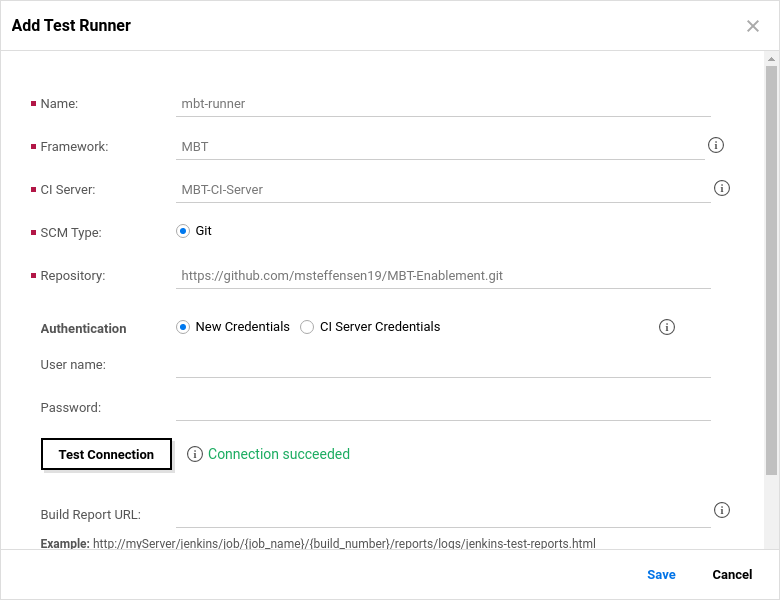 Add Test Runner
Name: mbt-runner
Framework: MBT
CI Server: MBT-CI-Server
SCM Type: Git
Repository: https://github.com/msteffensen19/MBT-Enablement.git
Authentication New Credentials CI Server Credentials
User name:
Password:
Test Connection Connection succeeded
Build Report URL:
Example: http://myServer/jenkins/job/{job_name}/{build_number}/reports/logs/jenkins-test-reports.html
Save Cancel